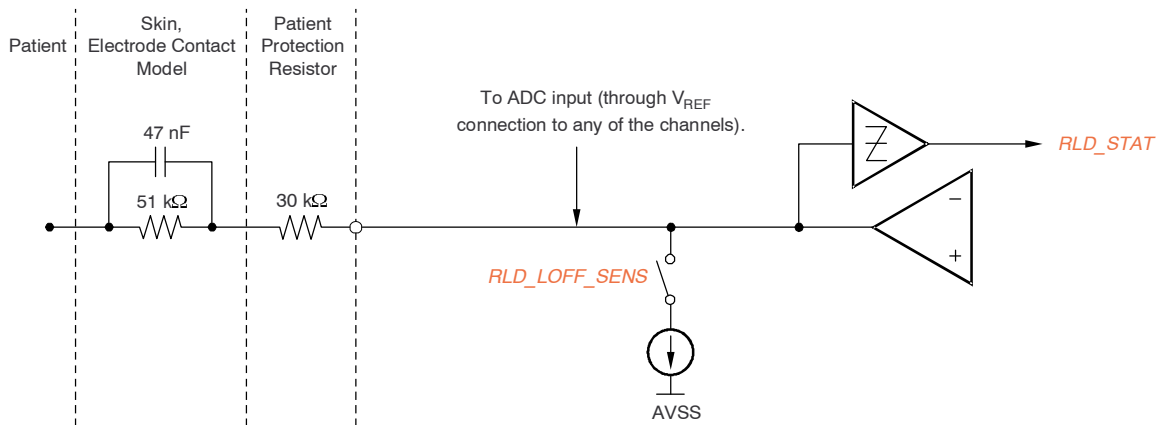 Patient
Skin,
Electrode Contact
Model
Patient
Protection
Resistor
47 nF
51 kΩ
30 kΩ
To ADC input (through VREF
connection to any of the channels).
RLD_STAT
−
+
RLD_LOFF_SENS
AVSS